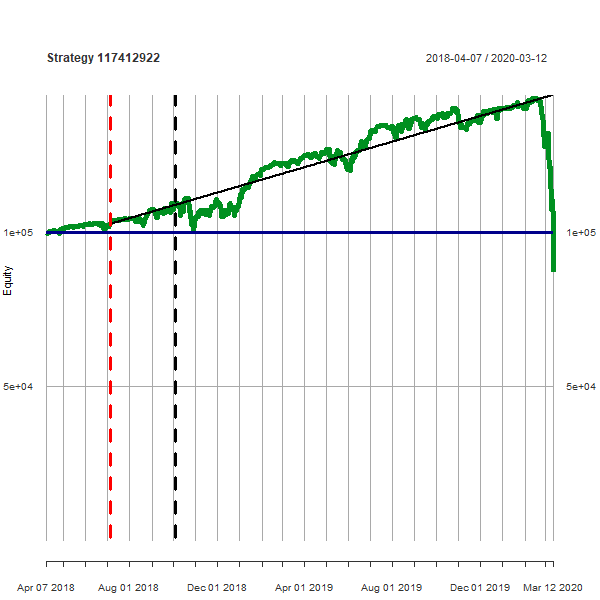 Strategy 117412922
2018-04-07 / 2020-03-12
1e+05
1e+05
Equity
5e+04
5e+04
Apr 07 2018
Aug 01 2018
Dec 01 2018
Apr 01 2019
Aug 01 2019
Dec 01 2019
Mar 12 2020